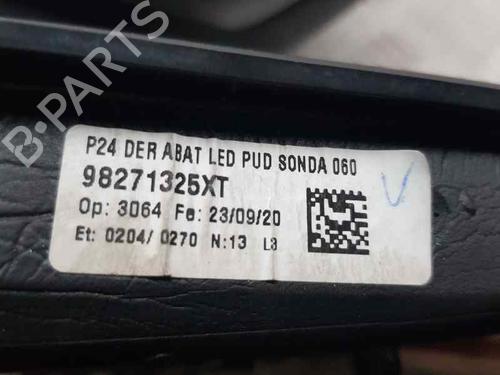 B-PARTS
P24 DER ABAT LED PUD SONDA 060
98271325XT
Op: 3064 Fe: 23/09/20
Et: 0204/ 0270 N:13 L3
V